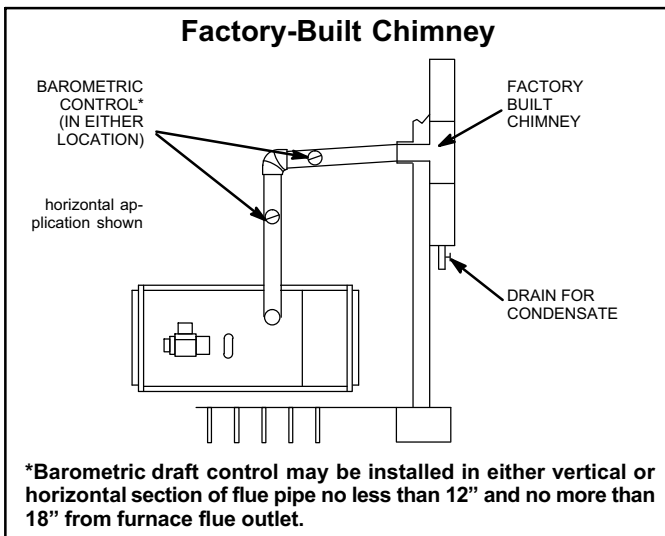 Factory-Built Chimney
BAROMETRIC
CONTROL*
(IN EITHER
LOCATION)
FACTORY
BUILT
CHIMNEY
horizontal ap-
plication shown
DRAIN FOR
CONDENSATE
*Barometric draft control may be installed in either vertical or
horizontal section of flue pipe no less than 12” and no more than
18” from furnace flue outlet.